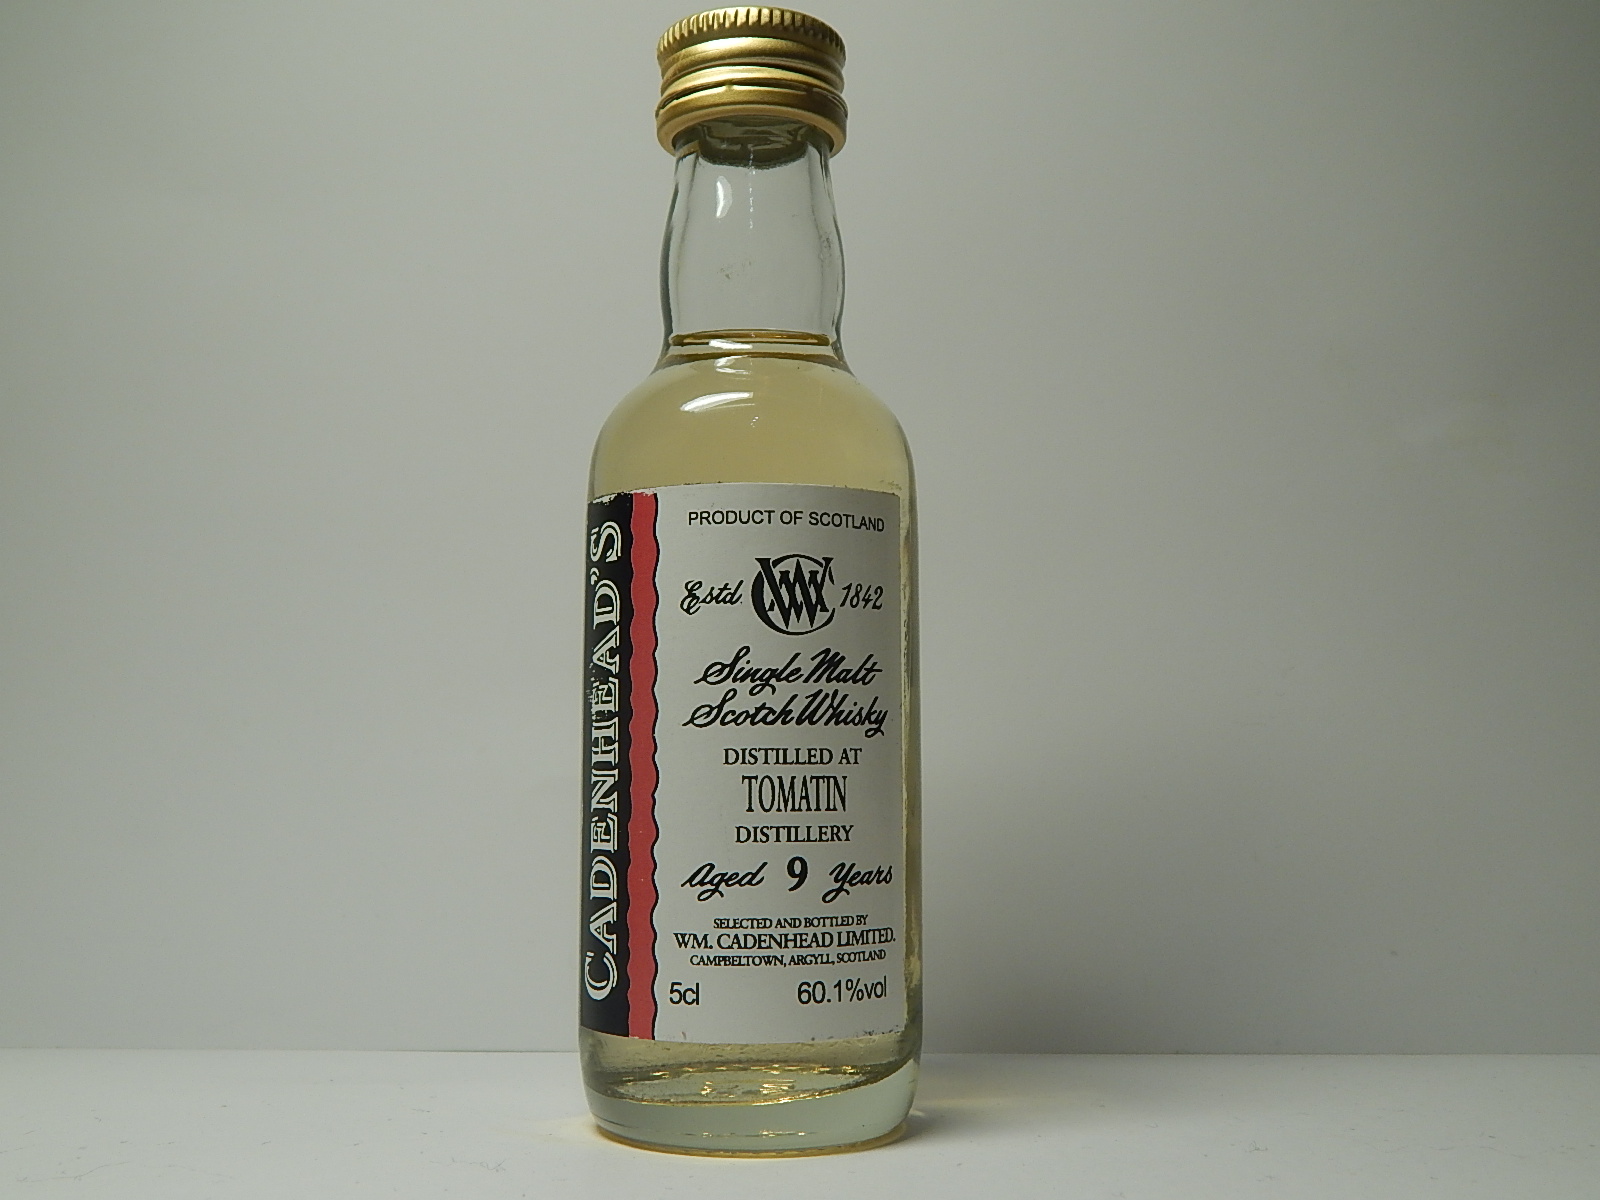 CADENHEAD'S
PRODUCT OF SCOTLAND
Estd. WC 1842
Single Malt
Scotch Whisky
DISTILLED AT
TOMATIN
DISTILLERY
Aged 9 Years
SELECTED AND BOTTLED BY
WM. CADENHEAD LIMITED.
CAMPBELTOWN, ARGYLL, SCOTLAND
5cl 60.1%vol